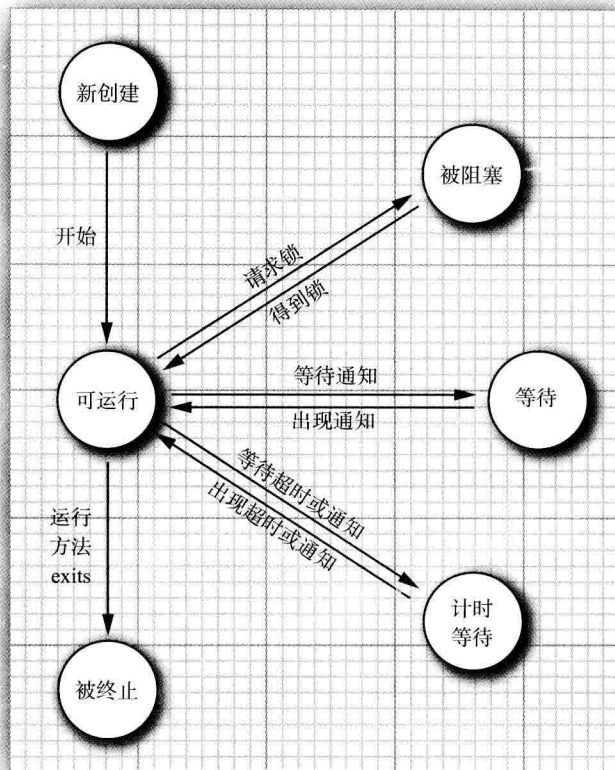 新创建
被阻塞
开始
请求锁
得到锁
等待通知
可运行
等待
出现通知
等待超时或通知
出现超时或通知
运行
方法
exits
计时
等待
被终止